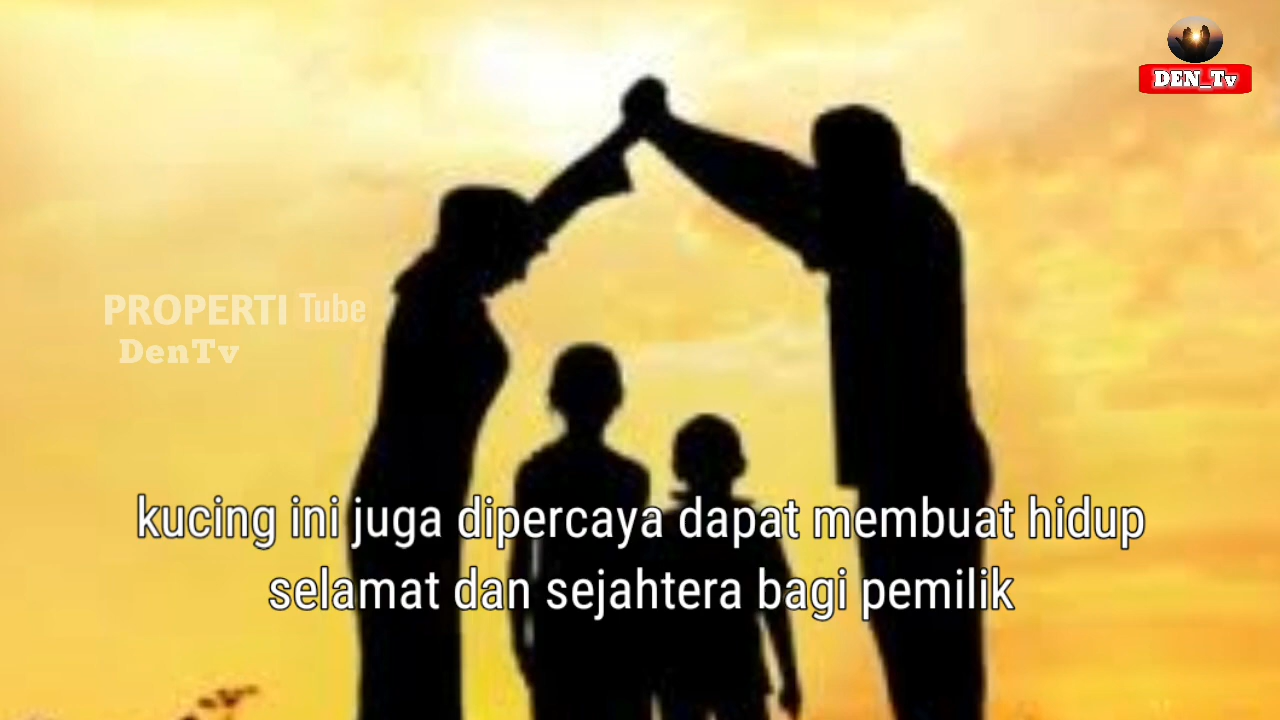 DEN_Tv
PROPERTI Tube
DenTv
kucing ini juga dipercaya dapat membuat hidup
selamat dan sejahtera bagi pemilik